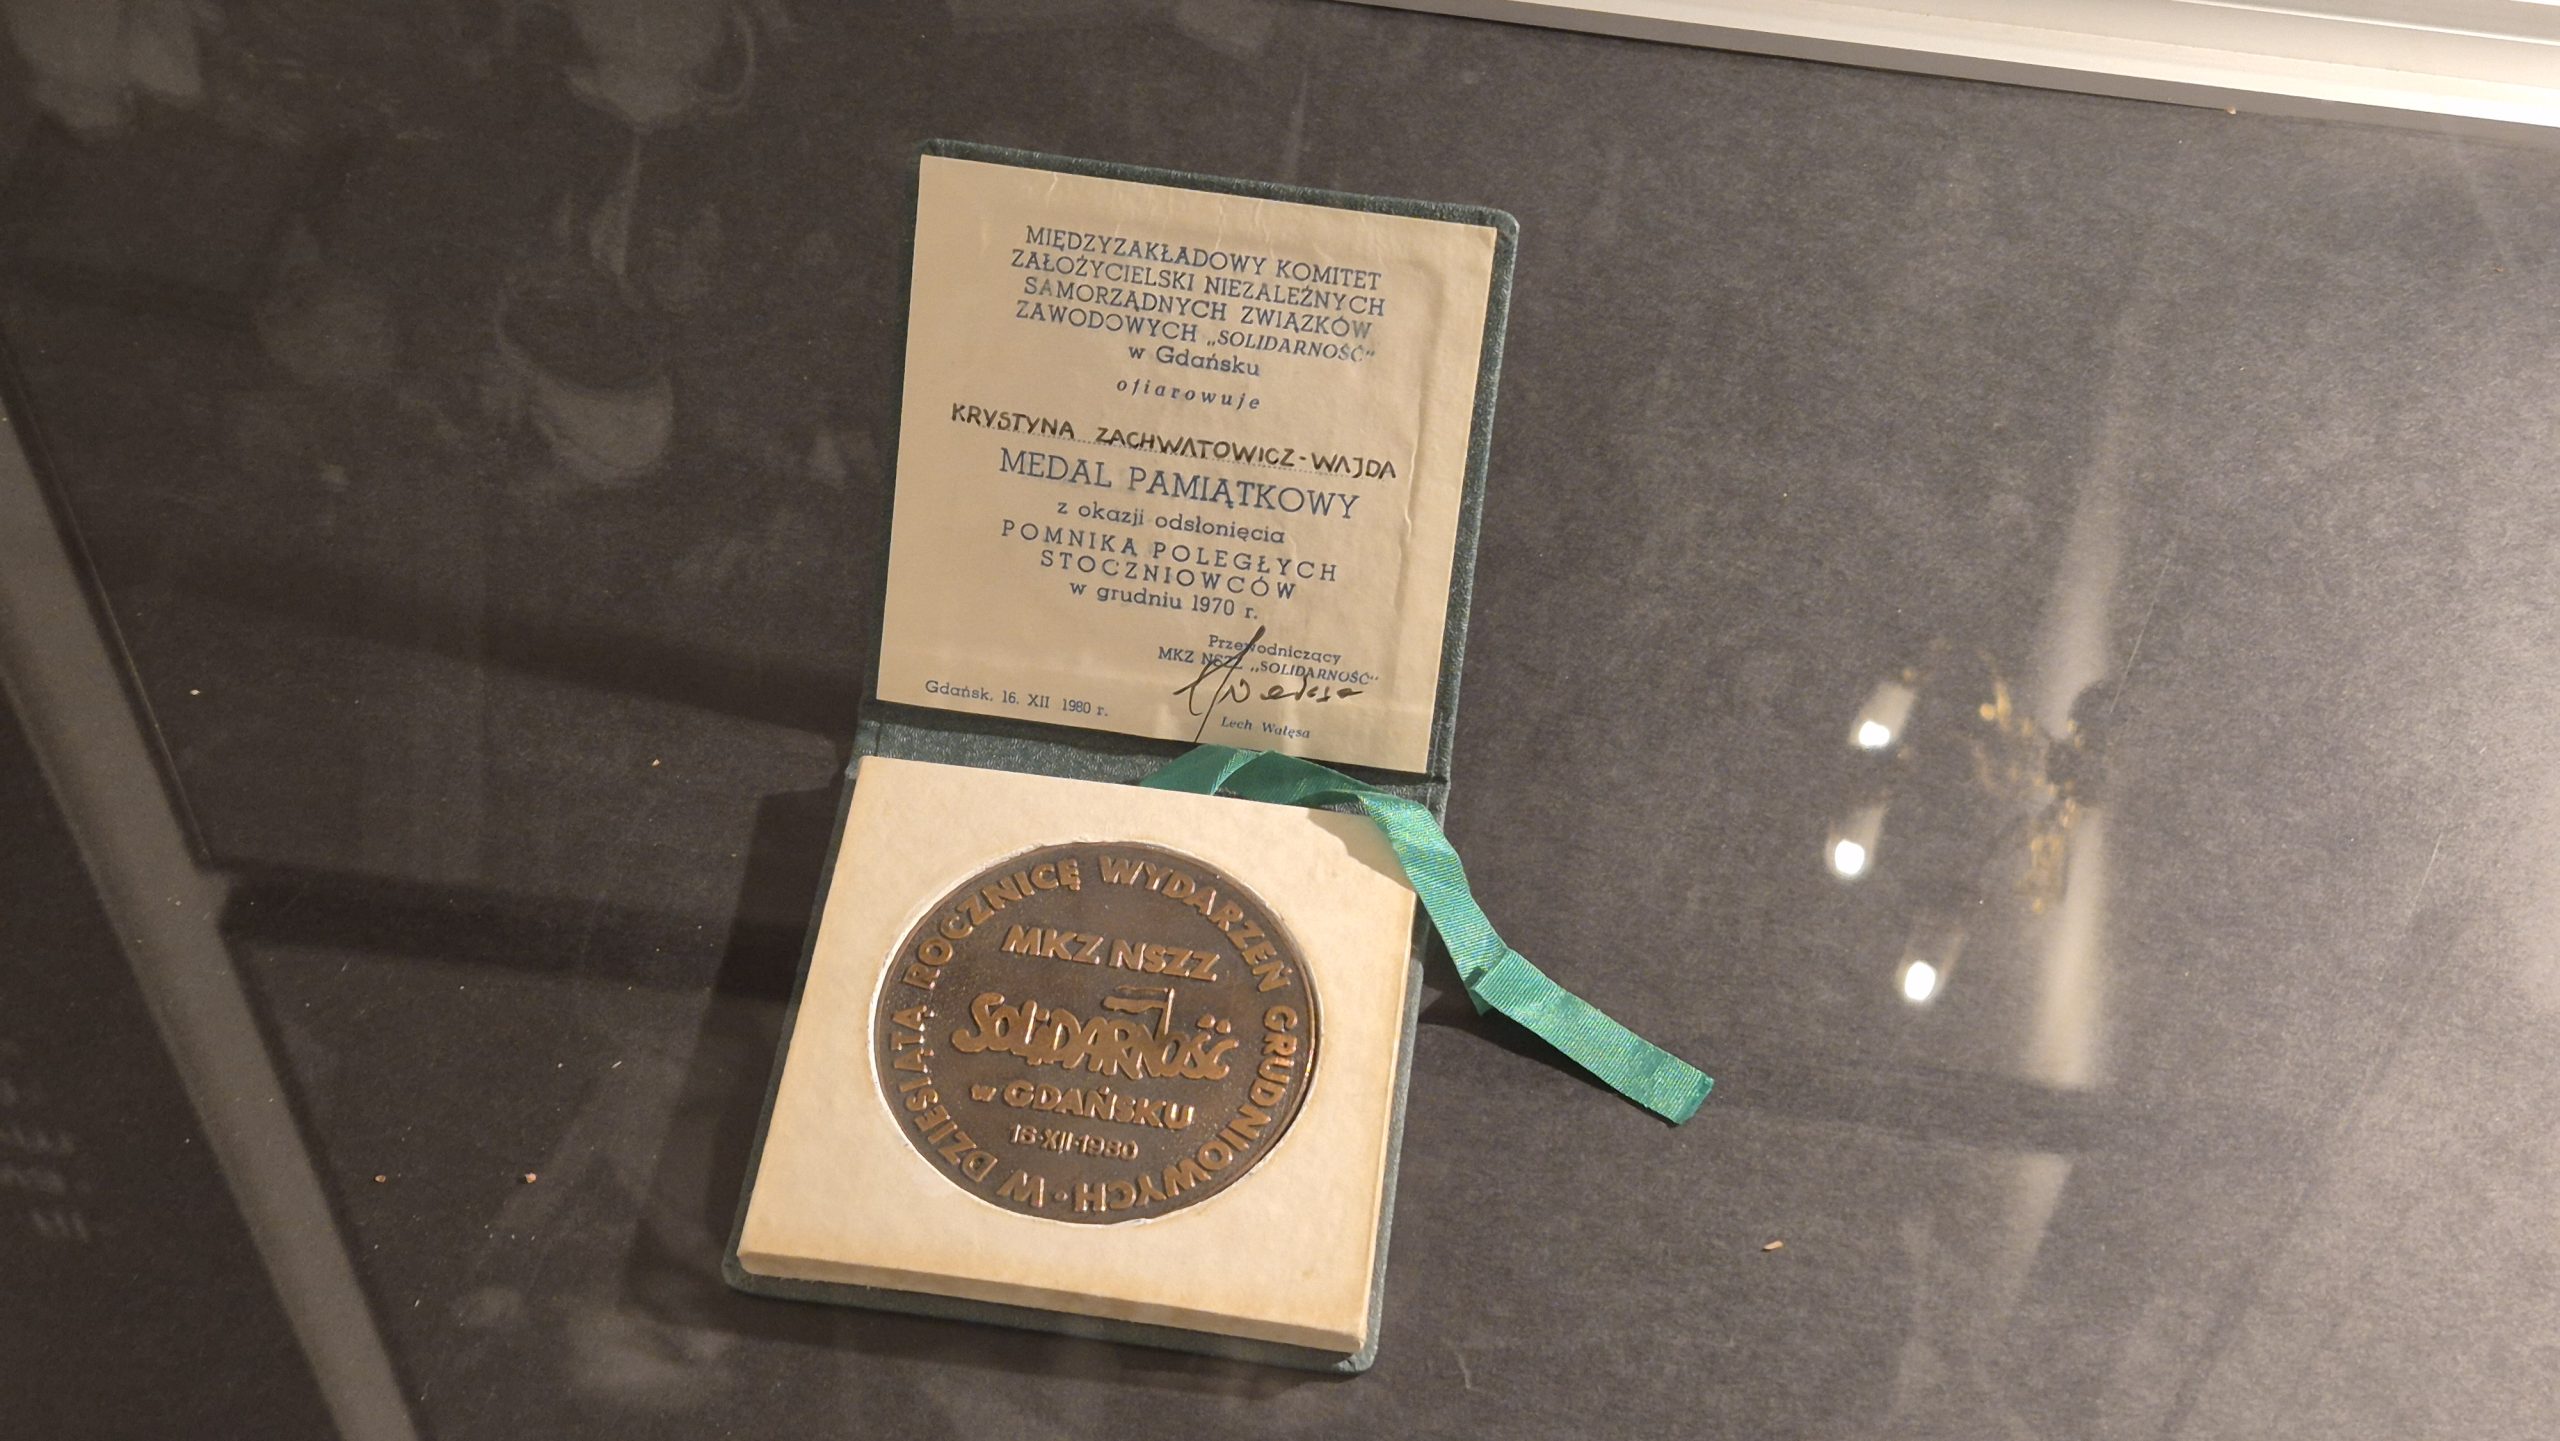 MIĘDZYZAKŁADOWY KOMITET
ZAŁOŻYCIELSKI NIEZALEŻNYCH
SAMORZĄDNYCH ZWIĄZKÓW
ZAWODOWYCH „SOLIDARNOŚĆ"
w Gdańsku
ofiarowuje
KRYSTYNA ZACHWATOWICZ-WAJDA
MEDAL PAMIĄTKOWY
z okazji odsłonięcia
POMNIKA POLEGŁYCH
STOCZNIOWCÓW
w grudniu 1970 r.
Przewodniczący
MKZ NSZZ „SOLIDARNOŚĆ"
Gdańsk, 16. XII 1980 r.
Lech Wałęsa
W DZIESIĄTĄ ROCZNICĘ WYDARZEŃ GRUDNIOWYCH •
MKZ NSZZ
SOLIDARNOŚĆ
w GDAŃSKU
16·XII·1980